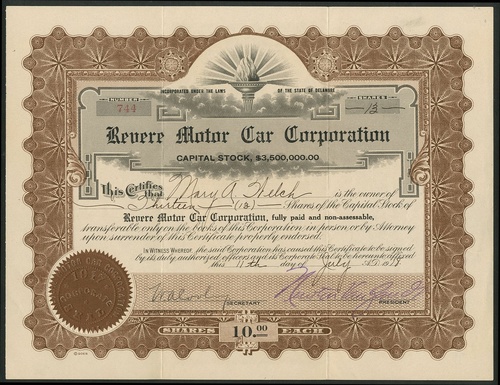 INCORPORATED UNDER THE LAWS OF THE STATE OF DELAWARE
NUMBER
744
SHARES
13
Revere Motor Car Corporation
CAPITAL STOCK, $3,500,000.00
This Certifies that Mary A. Welch is the owner of
Thirteen (13) Shares of the Capital Stock of
Revere Motor Car Corporation, fully paid and non-assessable,
transferable only on the books of this Corporation in person or by Attorney
upon surrender of this Certificate properly endorsed.
IN WITNESS WHEREOF, the said Corporation has caused this Certificate to be signed
by its duly authorized officers and its Corporate Seal to be hereunto affixed
this 11th day of July A.D. 19
SECRETARY
PRESIDENT
SHARES 10.00 EACH